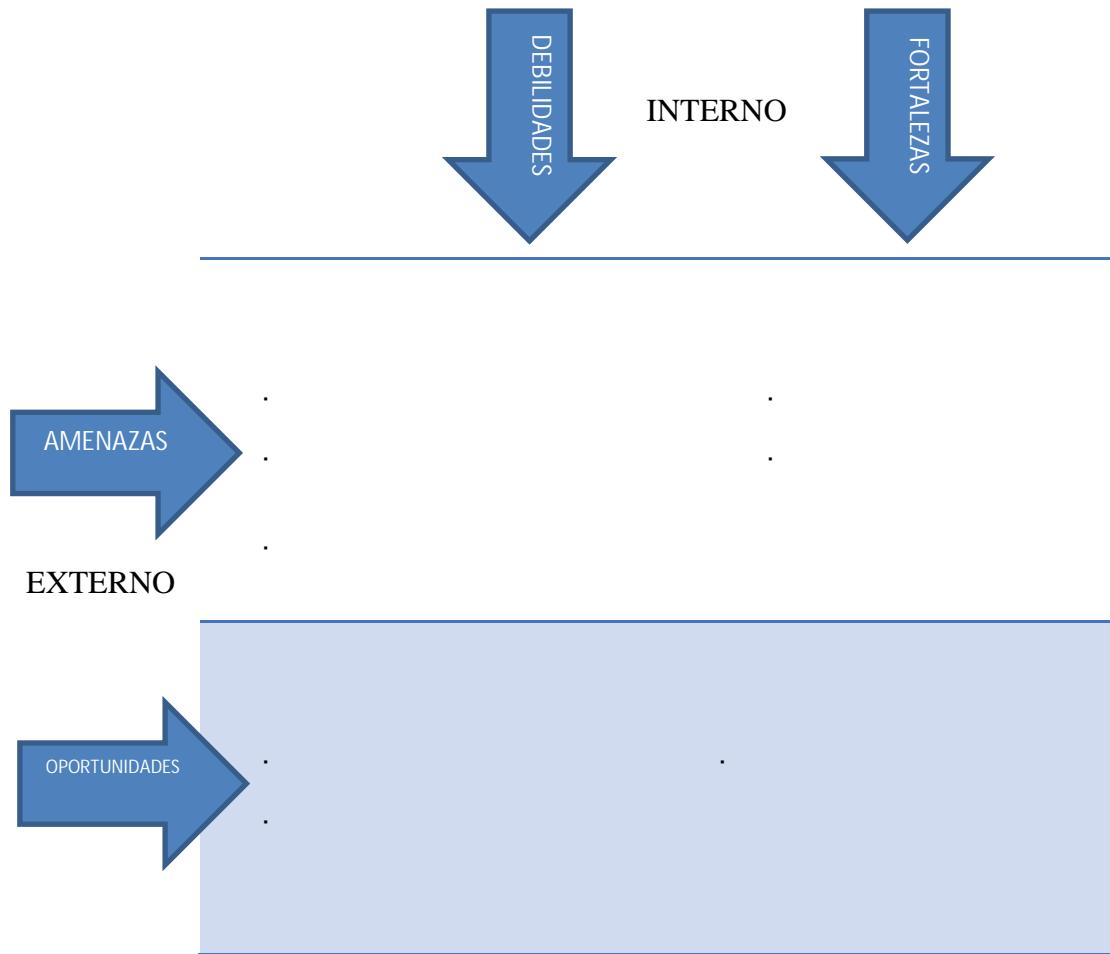 DEBILIDADES
INTERNO
FORTALEZAS
AMENAZAS
EXTERNO
OPORTUNIDADES